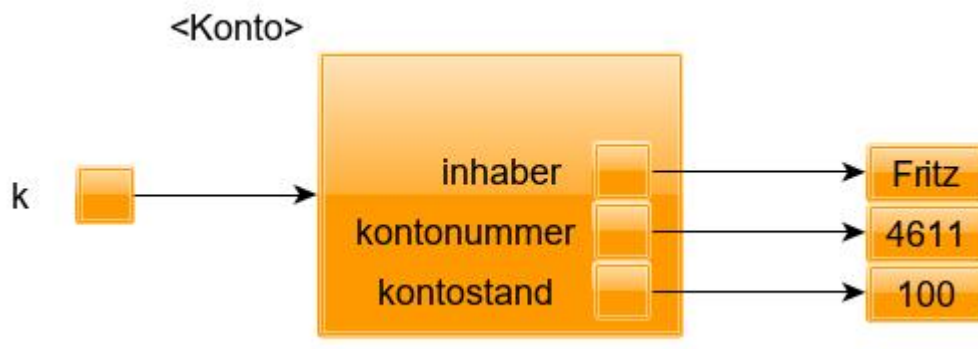 <Konto>
k
inhaber
Fritz
kontonummer
4611
kontostand
100